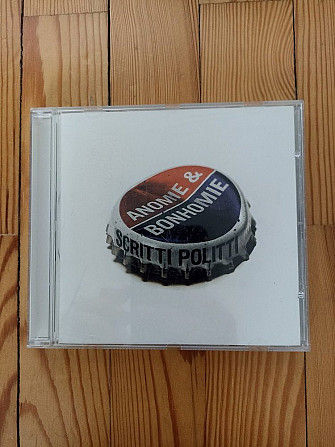 ANOMIE &
BONHOMIE
SCRITTI POLITTI